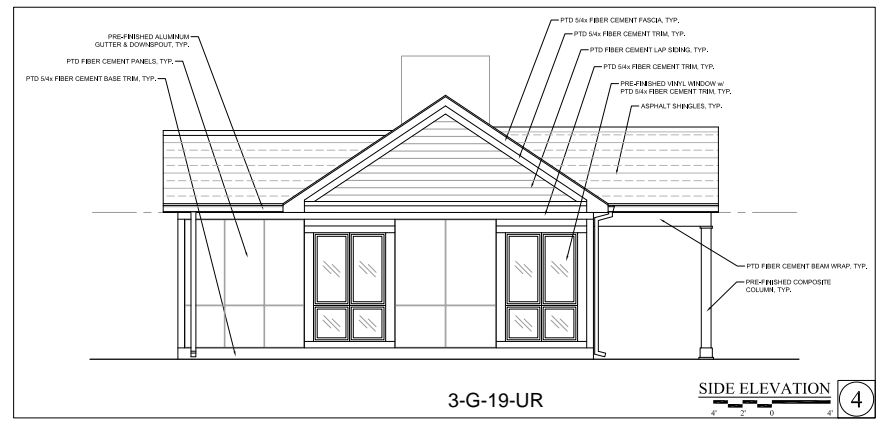 PTD 5/4x FIBER CEMENT FASCIA, TYP.
PTD 5/4x FIBER CEMENT TRIM, TYP.
PTD FIBER CEMENT LAP SIDING, TYP.
PTD 5/4x FIBER CEMENT TRIM, TYP.
PRE-FINISHED VINYL WINDOW w/
PTD 5/4x FIBER CEMENT TRIM, TYP.
ASPHALT SHINGLES, TYP.
PRE-FINISHED ALUMINUM
GUTTER & DOWNSPOUT, TYP.
PTD FIBER CEMENT PANELS, TYP.
PTD 5/4x FIBER CEMENT BASE TRIM, TYP.
PTD FIBER CEMENT BEAM WRAP, TYP.
PRE-FINISHED COMPOSITE
COLUMN, TYP.
3-G-19-UR
SIDE ELEVATION
4' 2' 0 4'
4